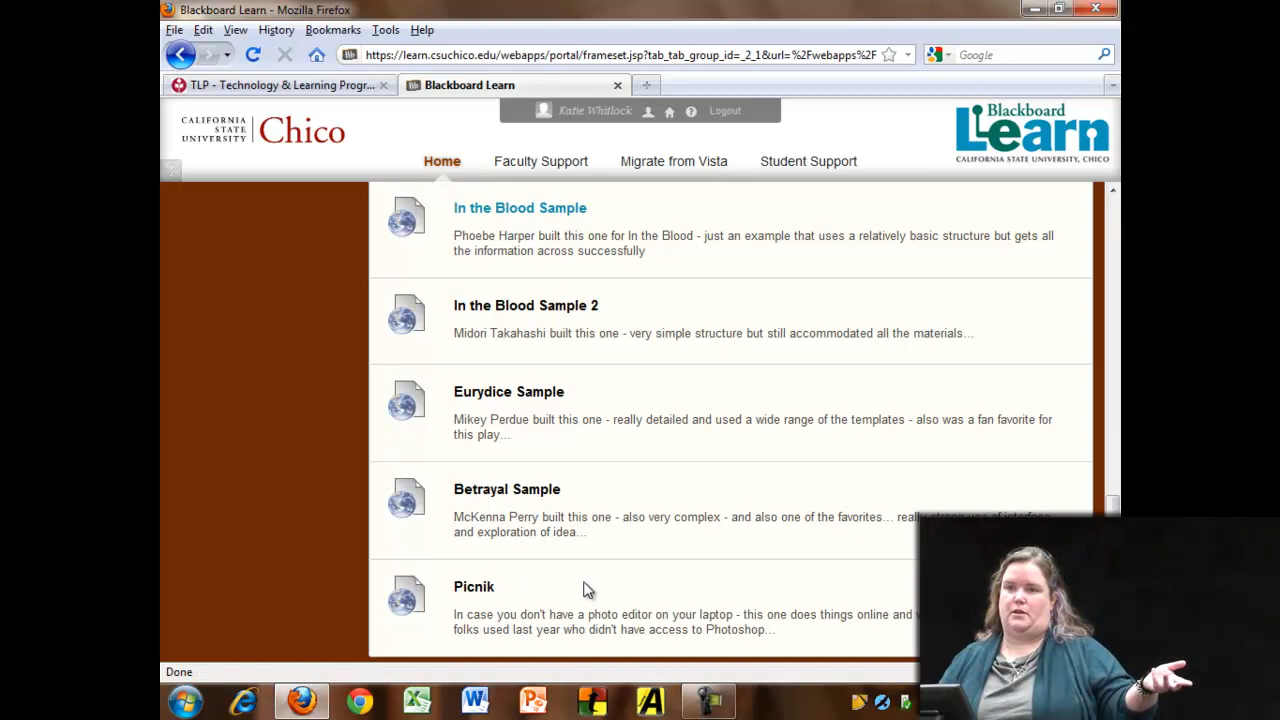 Blackboard Learn - Mozilla Firefox
File Edit View History Bookmarks Tools Help
https://learn.csuchico.edu/webapps/portal/frameset.jsp?tab_tab_group_id=_2_1&url=%2Fwebapps%2F
Google
TLP - Technology & Learning Progr...
Blackboard Learn
Katie Whitlock
Logout
CALIFORNIA
STATE
UNIVERSITY
Chico
Blackboard
Learn
CALIFORNIA STATE UNIVERSITY, CHICO
Home Faculty Support Migrate from Vista Student Support
In the Blood Sample
Phoebe Harper built this one for In the Blood - just an example that uses a relatively basic structure but gets all
the information across successfully
In the Blood Sample 2
Midori Takahashi built this one - very simple structure but still accommodated all the materials...
Eurydice Sample
Mikey Perdue built this one - really detailed and used a wide range of the templates - also was a fan favorite for
this play...
Betrayal Sample
McKenna Perry built this one - also very complex - and also one of the favorites... really strong use of interface
and exploration of idea...
Picnik
In case you don't have a photo editor on your laptop - this one does things online and
folks used last year who didn't have access to Photoshop...
Done